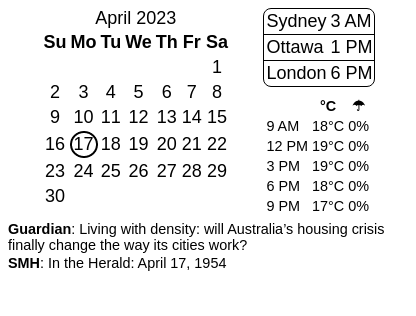 April 2023
Su Mo Tu We Th Fr Sa
1
2 3 4 5 6 7 8
9 10 11 12 13 14 15
16 17 18 19 20 21 22
23 24 25 26 27 28 29
30
Sydney 3 AM
Ottawa 1 PM
London 6 PM
°C ☂
9 AM 18°C 0%
12 PM 19°C 0%
3 PM 19°C 0%
6 PM 18°C 0%
9 PM 17°C 0%
Guardian: Living with density: will Australia’s housing crisis
finally change the way its cities work?
SMH: In the Herald: April 17, 1954